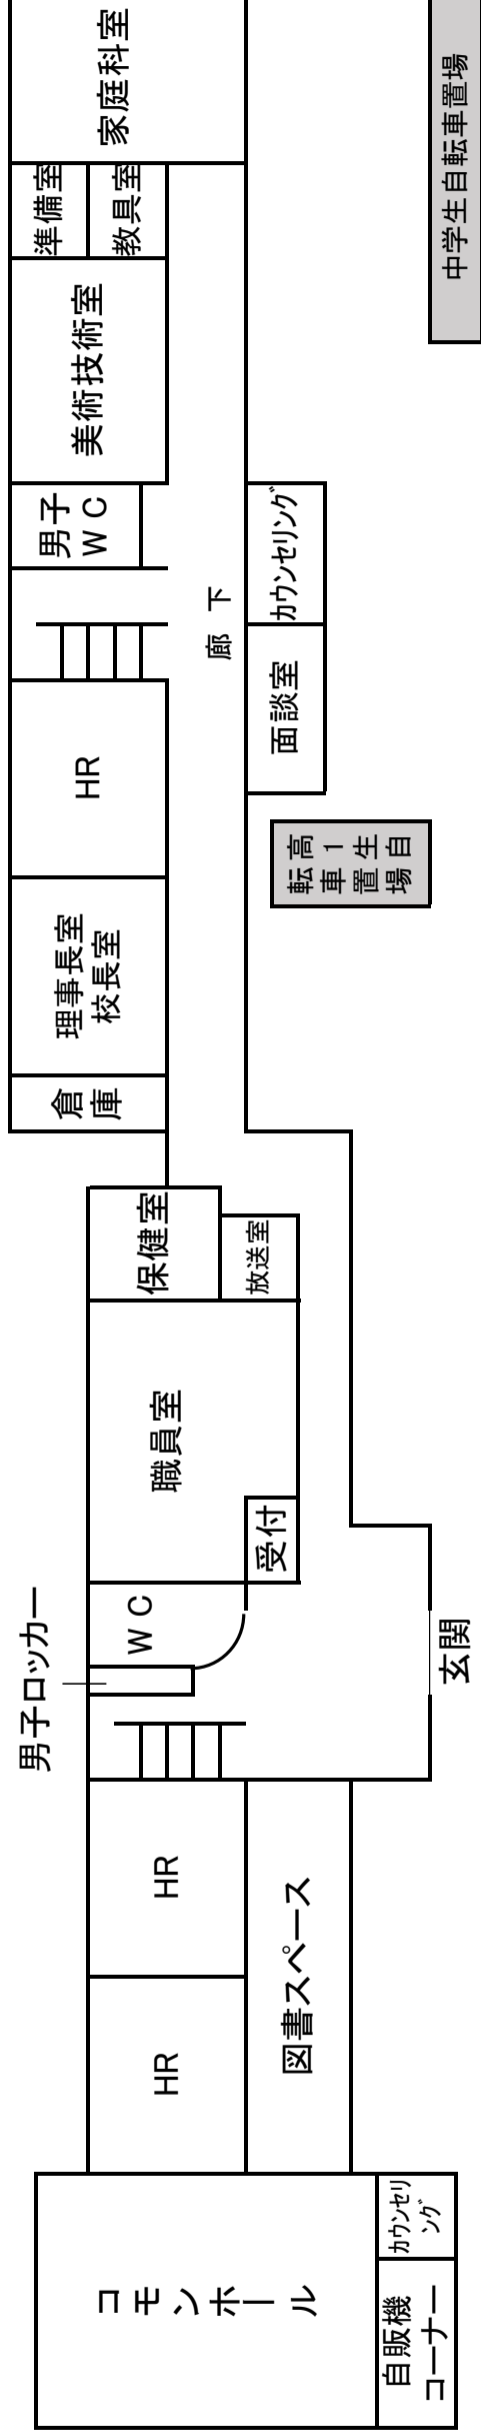 男子ロッカー
コモンホール
自販機
コーナー
カウンセリ
ング
HR
HR
図書スペース
ＷＣ
受付
玄関
職員室
保健室
放送室
倉庫
理事長室
校長室
HR
廊下
男子
ＷＣ
美術技術室
準備室
教具室
家庭科室
面談室
カウンセリング
高１生自
転車置場
中学生自転車置場